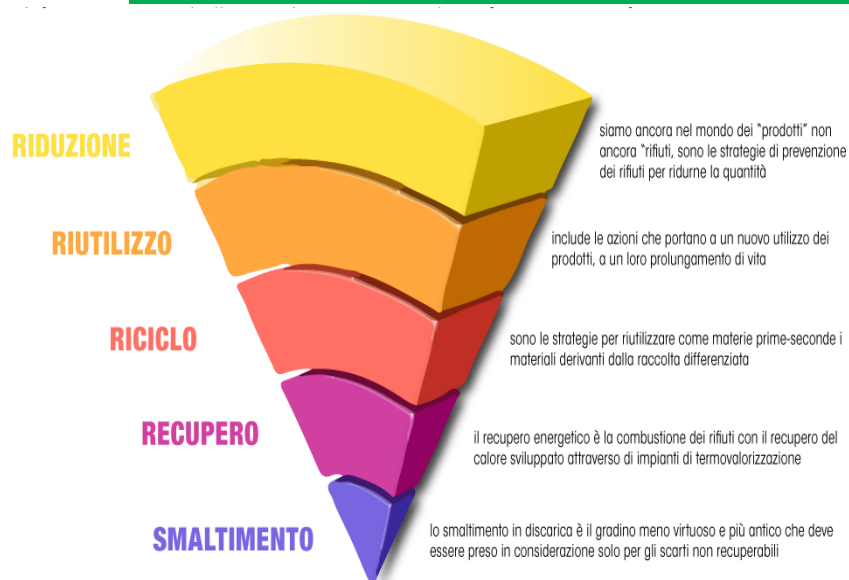 RIDUZIONE
siamo ancora nel mondo dei "prodotti" non
ancora "rifiuti, sono le strategie di prevenzione
dei rifiuti per ridurne la quantità
RIUTILIZZO
include le azioni che portano a un nuovo utilizzo dei
prodotti, a un loro prolungamento di vita
RICICLO
sono le strategie per riutilizzare come materie prime-seconde i
materiali derivanti dalla raccolta differenziata
RECUPERO
il recupero energetico è la combustione dei rifiuti con il recupero del
calore sviluppato attraverso di impianti di termovalorizzazione
SMALTIMENTO
lo smaltimento in discarica è il gradino meno virtuoso e più antico che deve
essere preso in considerazione solo per gli scarti non recuperabili